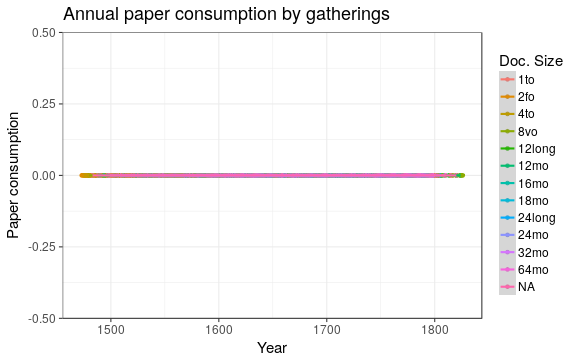 Annual paper consumption by gatherings
0.50
0.25
0.00
-0.25
-0.50
Paper consumption
1500 1600 1700 1800
Year
Doc. Size
1to
2fo
4to
8vo
12long
12mo
16mo
18mo
24long
24mo
32mo
64mo
NA